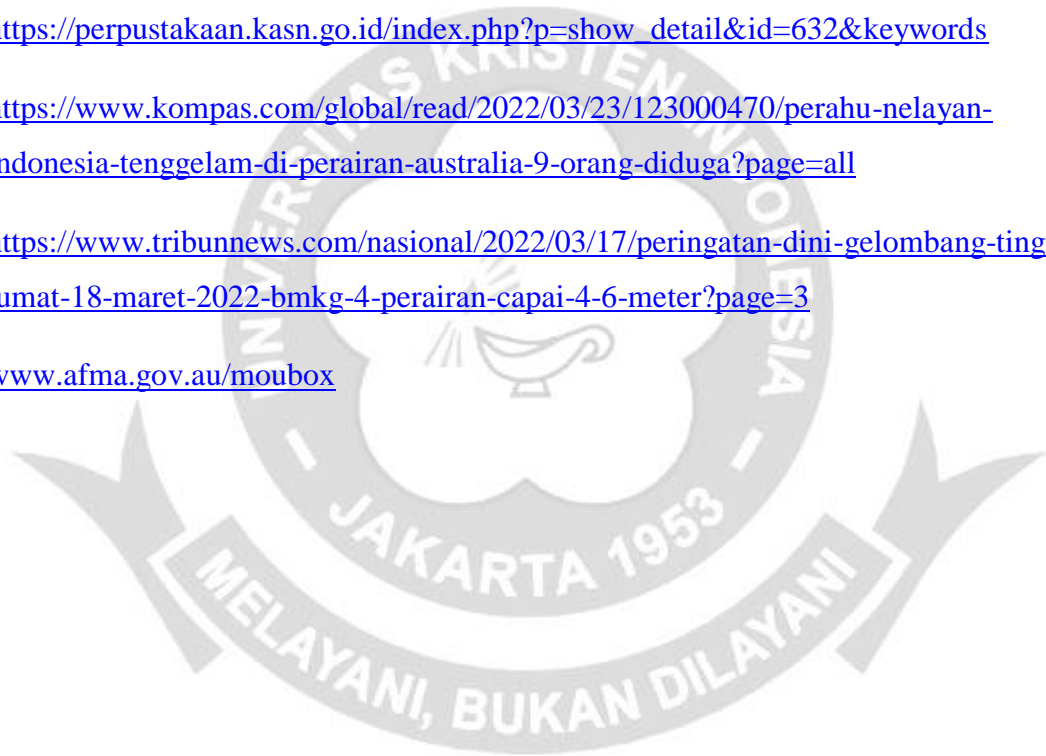 ttps://perpustakaan.kasn.go.id/index.php?p=show_detail&id=632&keywords
ttps://www.kompas.com/global/read/2022/03/23/123000470/perahu-nelayan-
ndonesia-tenggelam-di-perairan-australia-9-orang-diduga?page=all
ttps://www.tribunnews.com/nasional/2022/03/17/peringatan-dini-gelombang-ting
umat-18-maret-2022-bmkg-4-perairan-capai-4-6-meter?page=3
www.afma.gov.au/moubox
UNIVERSITAS KRISTEN INDONESIA
JAKARTA 1953
MELAYANI, BUKAN DILAYANI